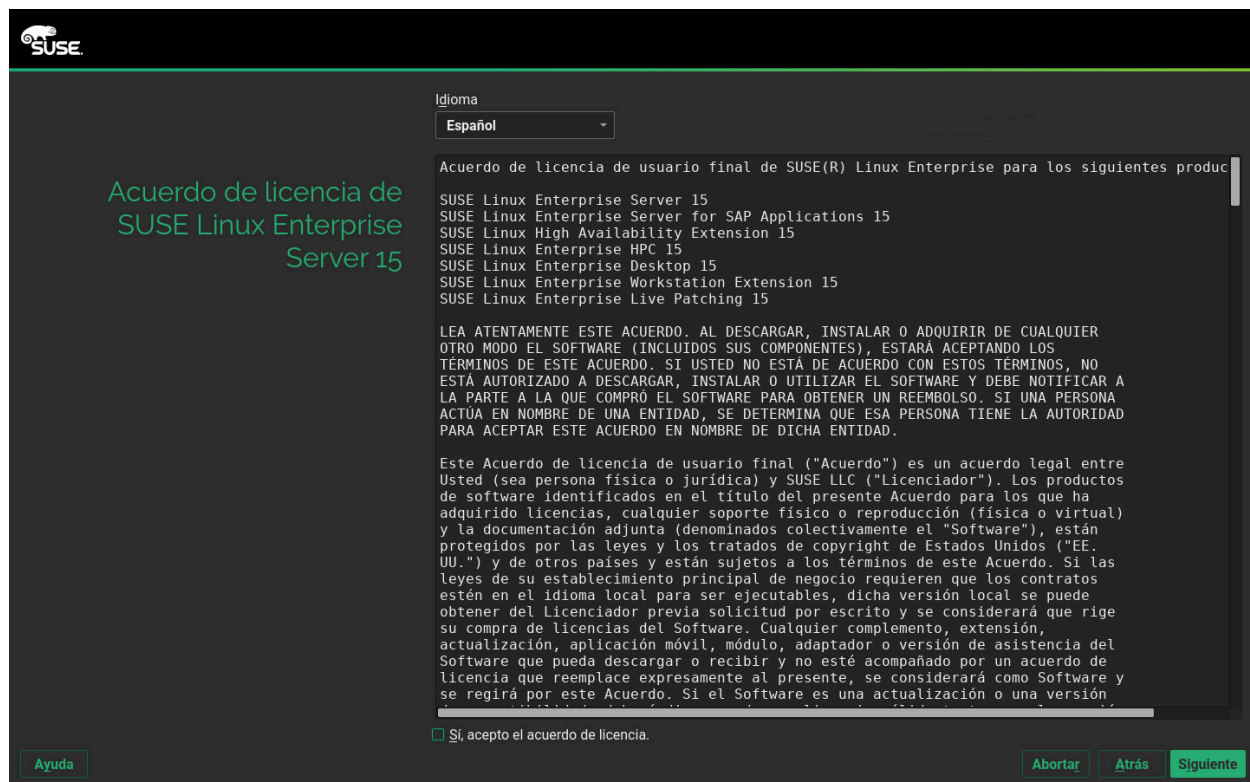 SUSE.
Idioma
Español
Acuerdo de licencia de
SUSE Linux Enterprise
Server 15
Acuerdo de licencia de usuario final de SUSE(R) Linux Enterprise para los siguientes produc
SUSE Linux Enterprise Server 15
SUSE Linux Enterprise Server for SAP Applications 15
SUSE Linux High Availability Extension 15
SUSE Linux Enterprise HPC 15
SUSE Linux Enterprise Desktop 15
SUSE Linux Enterprise Workstation Extension 15
SUSE Linux Enterprise Live Patching 15
LEA ATENTAMENTE ESTE ACUERDO. AL DESCARGAR, INSTALAR O ADQUIRIR DE CUALQUIER
OTRO MODO EL SOFTWARE (INCLUIDOS SUS COMPONENTES), ESTARÁ ACEPTANDO LOS
TÉRMINOS DE ESTE ACUERDO. SI USTED NO ESTÁ DE ACUERDO CON ESTOS TÉRMINOS, NO
ESTÁ AUTORIZADO A DESCARGAR, INSTALAR O UTILIZAR EL SOFTWARE Y DEBE NOTIFICAR A
LA PARTE A LA QUE COMPRÓ EL SOFTWARE PARA OBTENER UN REEMBOLSO. SI UNA PERSONA
ACTÚA EN NOMBRE DE UNA ENTIDAD, SE DETERMINA QUE ESA PERSONA TIENE LA AUTORIDAD
PARA ACEPTAR ESTE ACUERDO EN NOMBRE DE DICHA ENTIDAD.
Este Acuerdo de licencia de usuario final ("Acuerdo") es un acuerdo legal entre
Usted (sea persona física o jurídica) y SUSE LLC ("Licenciador"). Los productos
de software identificados en el título del presente Acuerdo para los que ha
adquirido licencias, cualquier soporte físico o reproducción (física o virtual)
y la documentación adjunta (denominados colectivamente el "Software"), están
protegidos por las leyes y los tratados de copyright de Estados Unidos ("EE.
UU.") y de otros países y están sujetos a los términos de este Acuerdo. Si las
leyes de su establecimiento principal de negocio requieren que los contratos
estén en el idioma local para ser ejecutables, dicha versión local se puede
obtener del Licenciador previa solicitud por escrito y se considerará que rige
su compra de licencias del Software. Cualquier complemento, extensión,
actualización, aplicación móvil, módulo, adaptador o versión de asistencia del
Software que pueda descargar o recibir y no esté acompañado por un acuerdo de
licencia que reemplace expresamente al presente, se considerará como Software y
se regirá por este Acuerdo. Si el Software es una actualización o una versión
Sí, acepto el acuerdo de licencia.
Ayuda
Abortar
Atrás
Siguiente